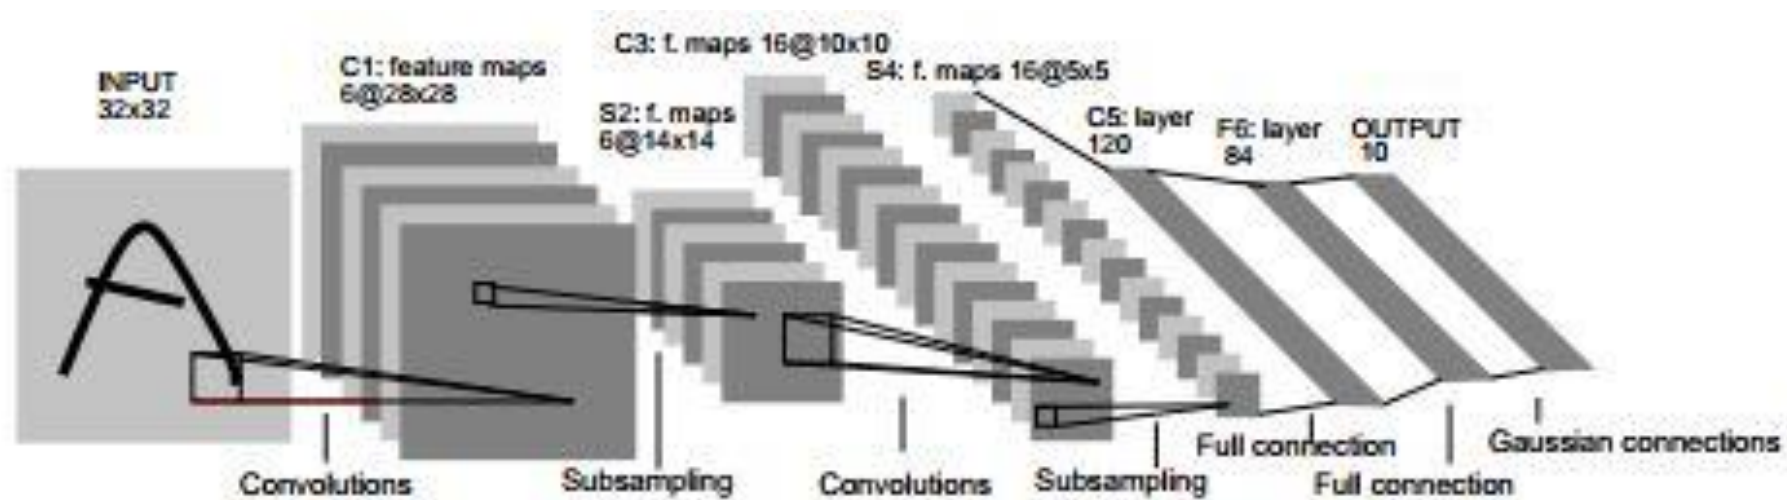 INPUT
32x32
C1: feature maps
6@28x28
S2: f. maps
6@14x14
C3: f. maps 16@10x10
S4: f. maps 16@5x5
C5: layer
120
F6: layer
84
OUTPUT
10
Convolutions
Subsampling
Convolutions
Subsampling
Full connection
Full connection
Gaussian connections
A